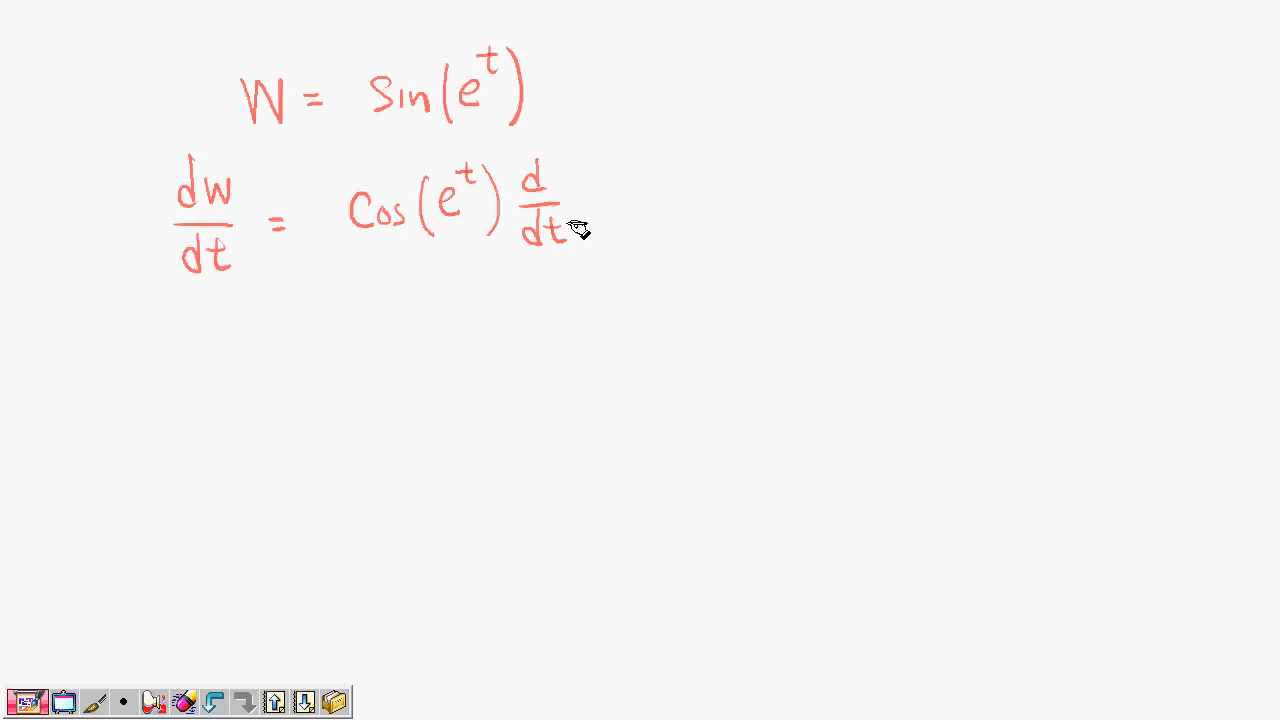 W = Sin(e^t)
dw/dt = Cos(e^t) d/dt